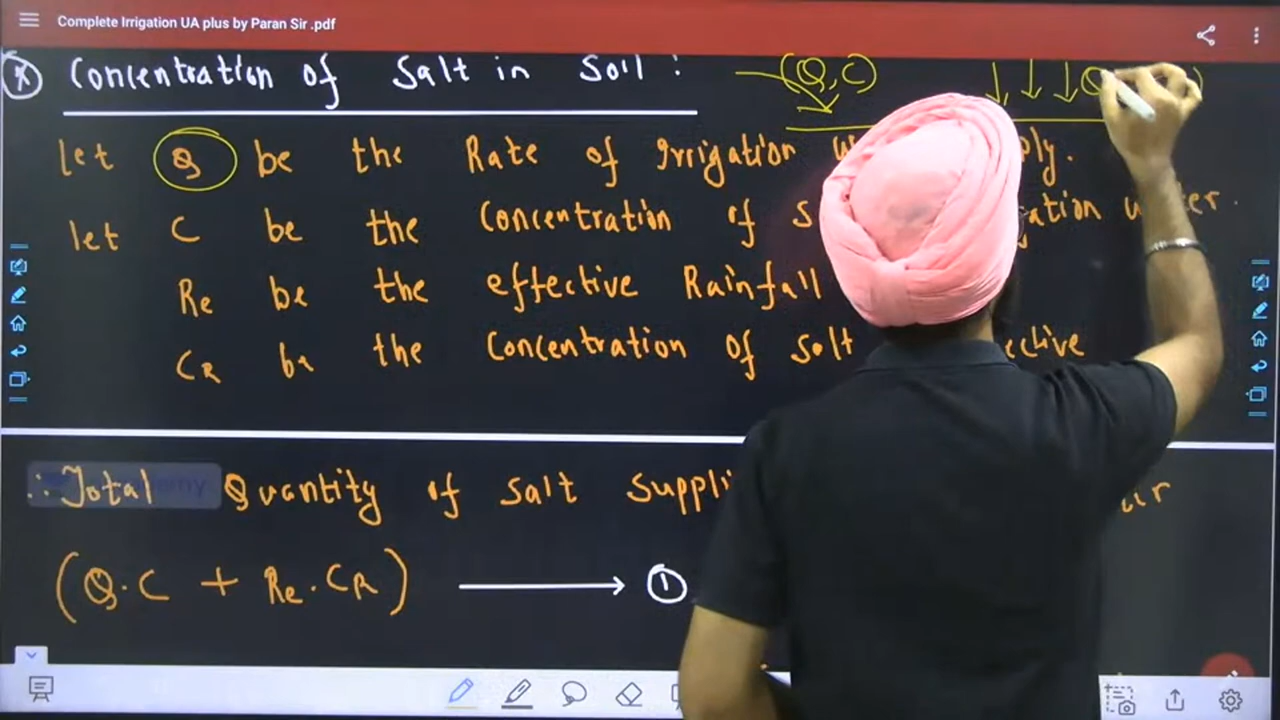 Complete Irrigation UA plus by Paran Sir .pdf
Concentration of Salt in Soil :
(Q, C)
Let Q be the Rate of Irrigation
Let C be the Concentration of
Re be the effective Rainfall
CR be the Concentration of Salt
∴ Total Quantity of Salt
(Q.C + Re.CR) ⟶ ①